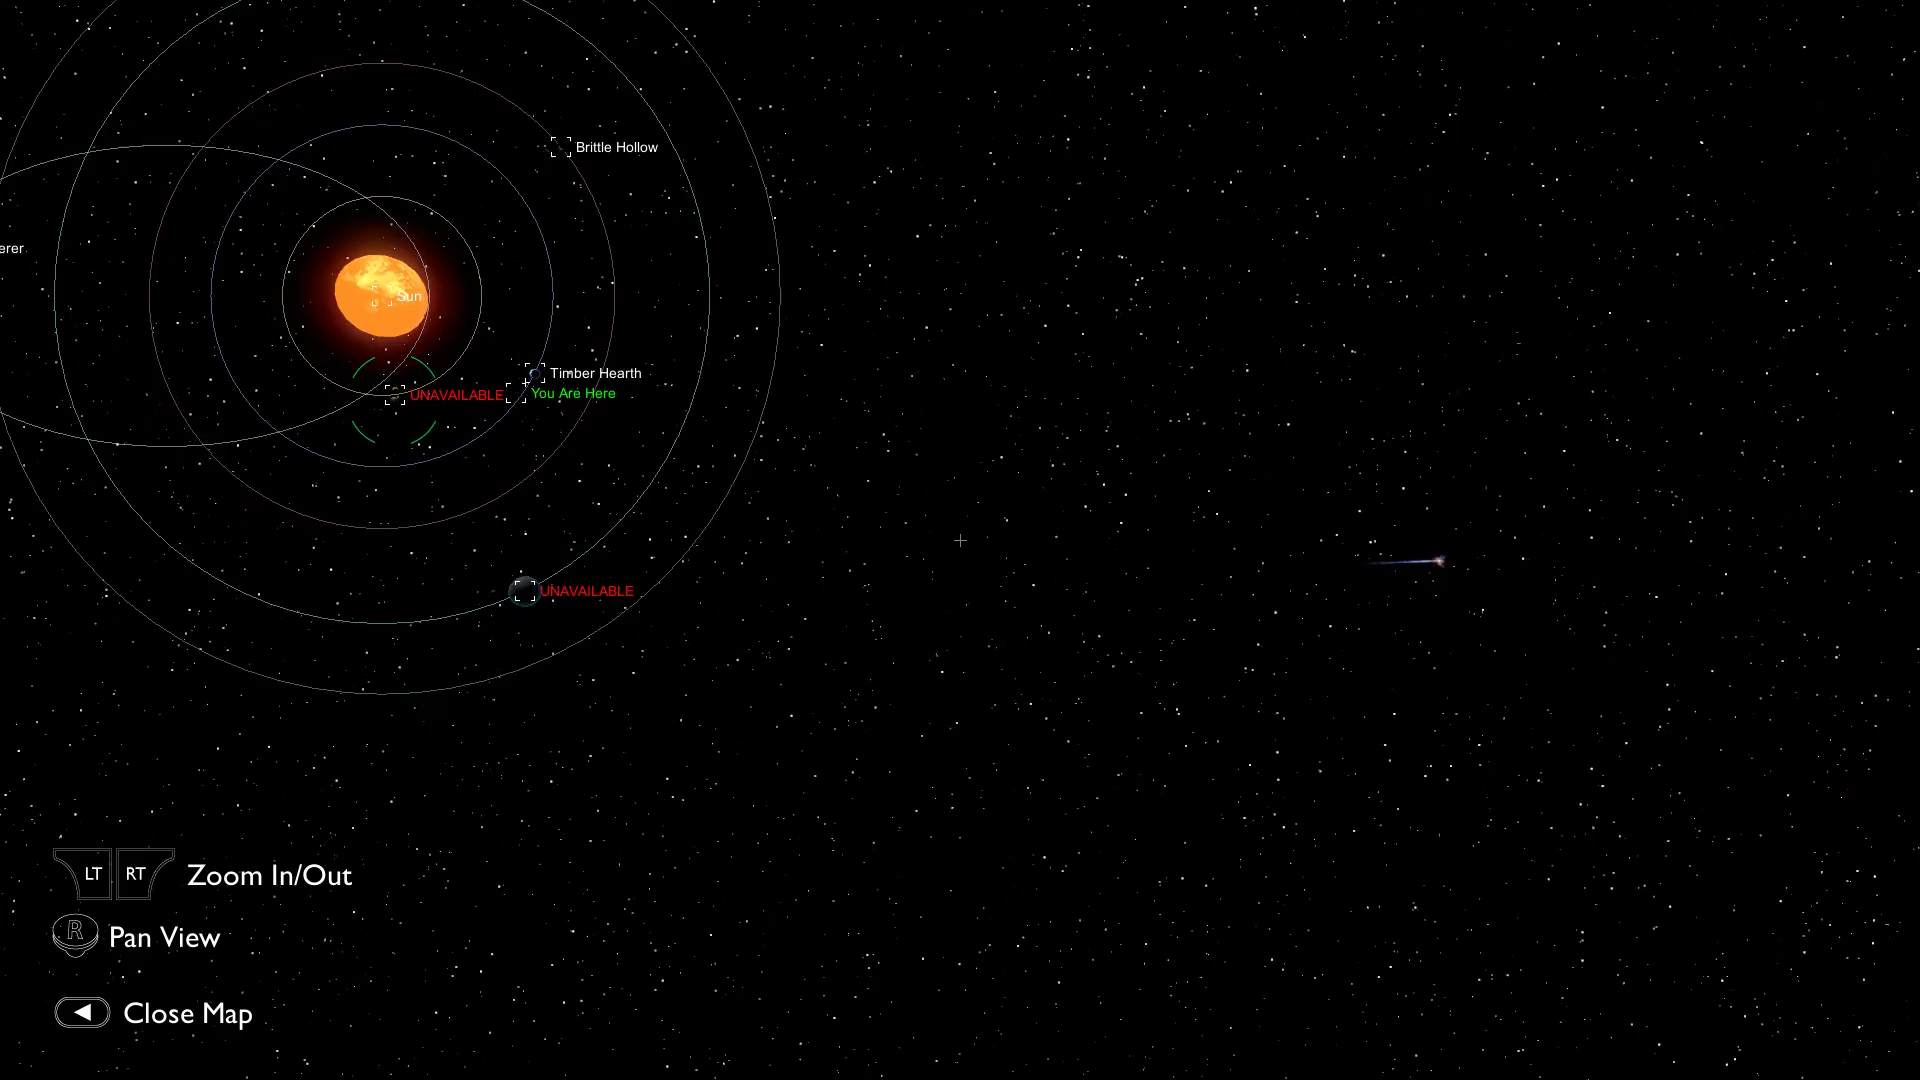 Brittle Hollow
erer
Sun
Timber Hearth
UNAVAILABLE
You Are Here
UNAVAILABLE
LT RT Zoom In/Out
R Pan View
Close Map